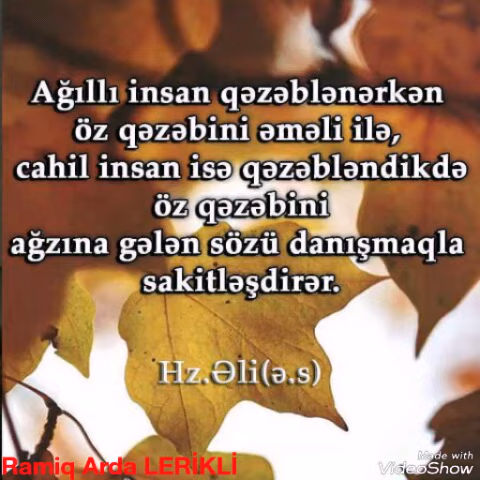 Ağıllı insan qəzəblənərkən
öz qəzəbini əməli ilə,
cahil insan isə qəzəbləndikdə
öz qəzəbini
ağzına gələn sözü danışmaqla
sakitləşdirər.
Hz.Əli(ə.s)
Ramiq Arda LERİKLİ
Made with
VideoShow